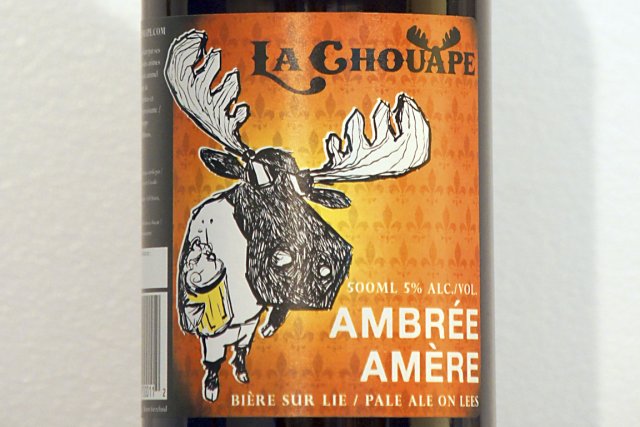 LA CHOUAPE
500ML 5% ALC./VOL.
AMBRÉE
AMÈRE
BIÈRE SUR LIE / PALE ALE ON LEES